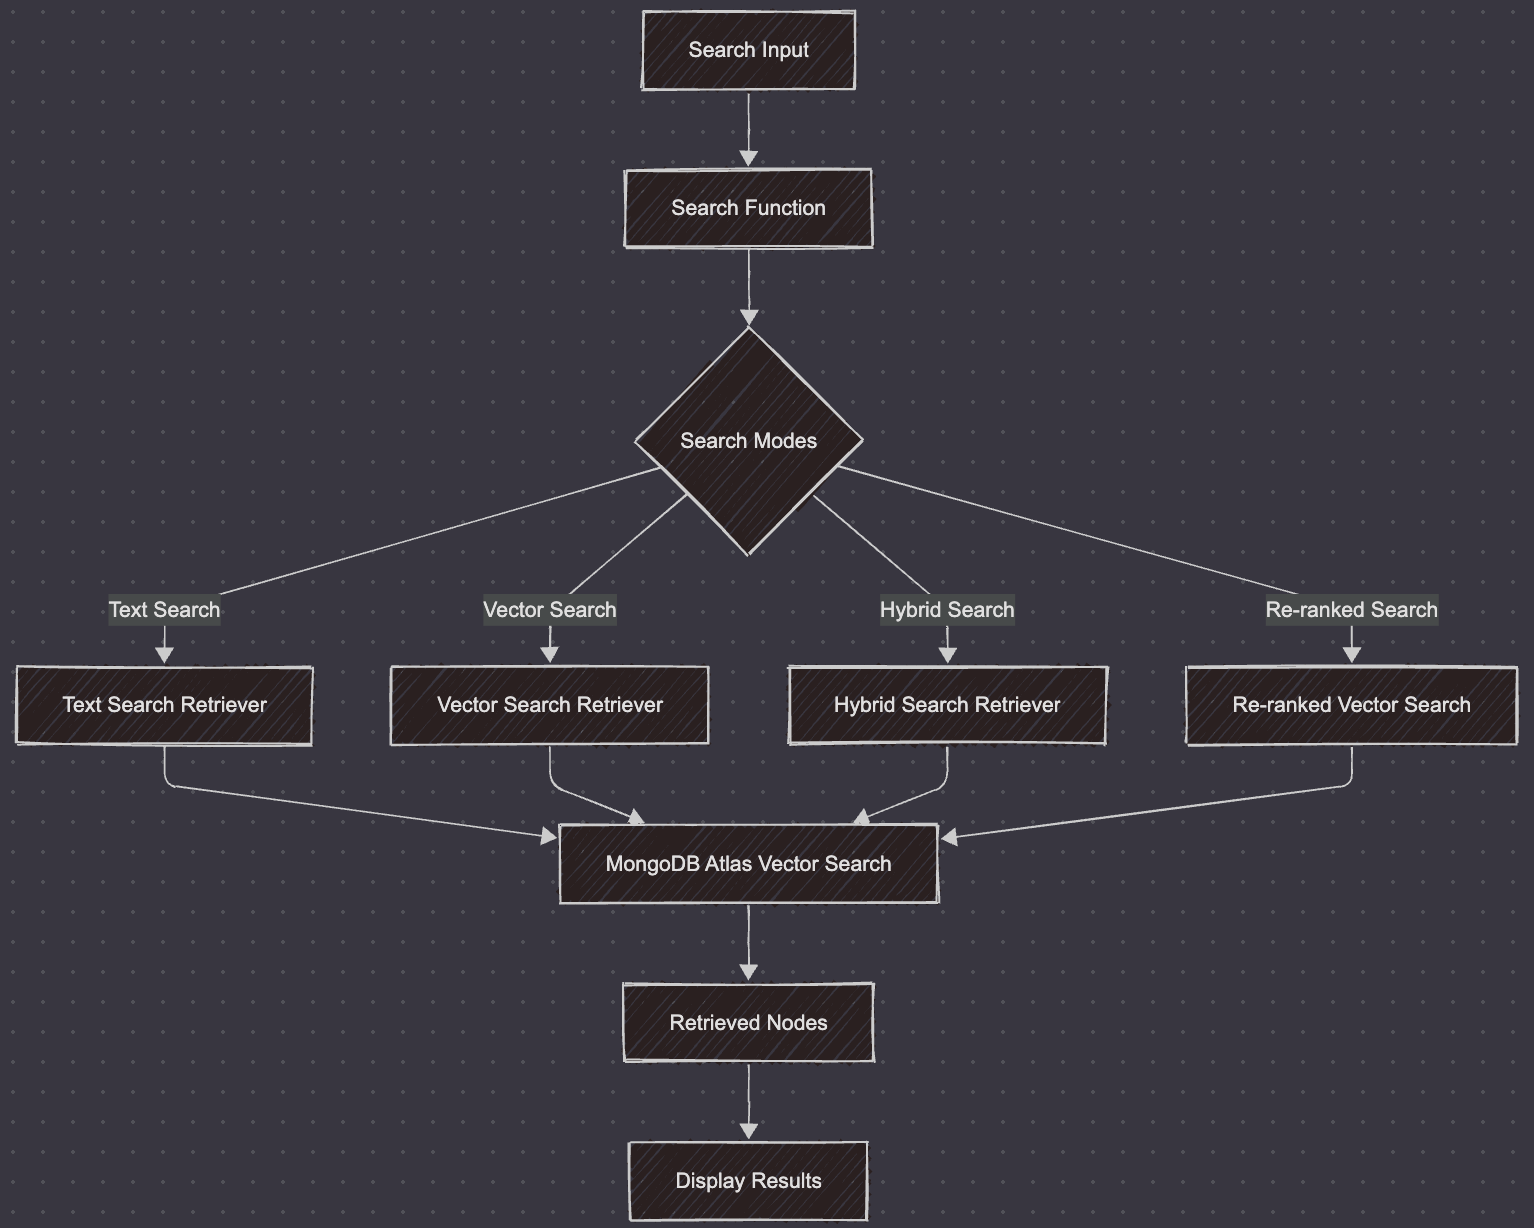 Search Input
Search Function
Search Modes
Text Search
Vector Search
Hybrid Search
Re-ranked Search
Text Search Retriever
Vector Search Retriever
Hybrid Search Retriever
Re-ranked Vector Search
MongoDB Atlas Vector Search
Retrieved Nodes
Display Results